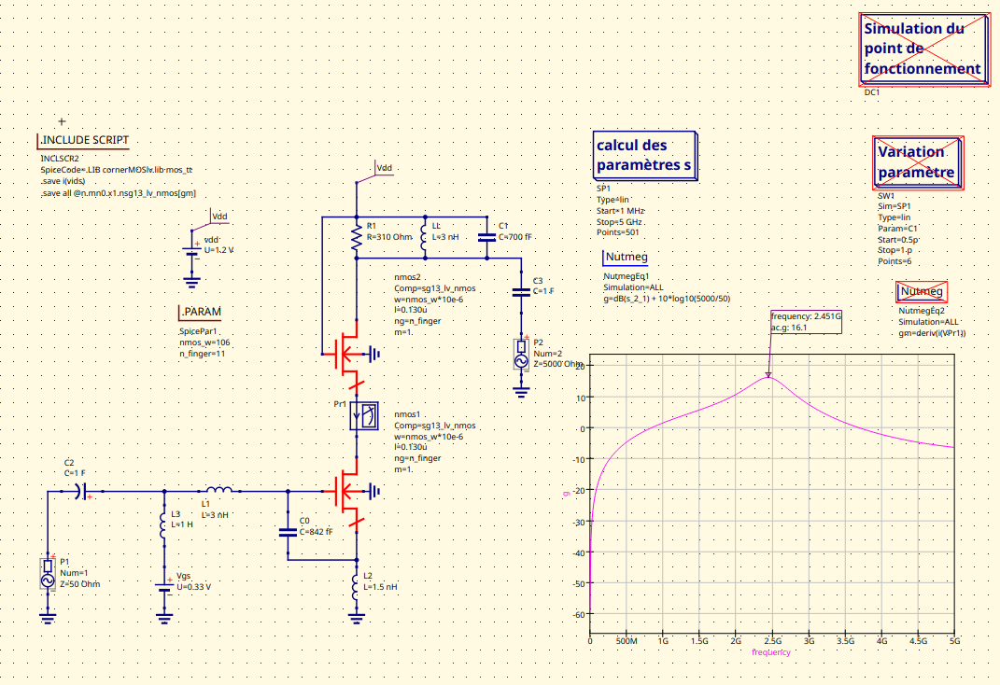 Simulation du
point de
fonctionnement
DC1
.INCLUDE SCRIPT
INCLSCR2
SpiceCode=.LIB cornerMOSlv.lib mos_tt
.save i(vids)
.save all @n.mn0.x1.nsg13_lv_nmos[gm]
Vdd
vdd
U=1.2 V
.PARAM
SpicePar1
nmos_w=106
n_finger=11
Vdd
R1
R=310 Ohm
LL
L=3 nH
C1
C=700 fF
nmos2
Comp=sg13_lv_nmos
w=nmos_w*10e-6
l=0.130u
ng=n_finger
m=1
C3
C=1 F
P2
Num=2
Z=5000 Ohm
Pr1
nmos1
Comp=sg13_lv_nmos
w=nmos_w*10e-6
l=0.130u
ng=n_finger
m=1
C2
C=1 F
L1
L=3 nH
L3
L=1 H
C0
C=842 fF
P1
Num=1
Z=50 Ohm
Vgs
U=0.33 V
L2
L=1.5 nH
calcul des
paramètres s
SP1
Type=lin
Start=1 MHz
Stop=5 GHz
Points=501
Nutmeg
NutmegEq1
Simulation=ALL
g=dB(s_2_1) + 10*log10(5000/50)
Variation
paramètre
SW1
Sim=SP1
Type=lin
Param=C1
Start=0.5p
Stop=1 p
Points=6
Nutmeg
NutmegEq2
Simulation=ALL
gm=deriv(i(VPr1))
frequency: 2.451G
ac.g: 16.1
20
10
0
-10
-20
-30
-40
-50
-60
g
0 500M 1G 1.5G 2G 2.5G 3G 3.5G 4G 4.5G 5G
frequency